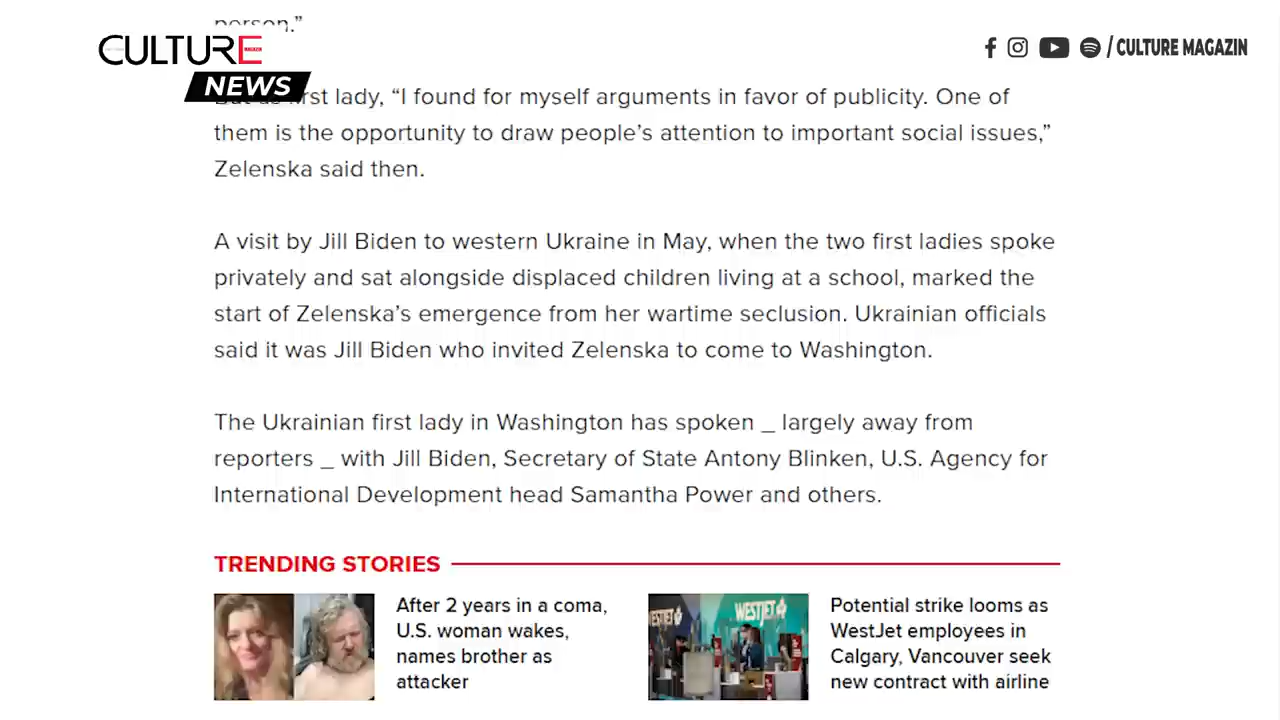 person.”
CULTURE
NEWS
/ CULTURE MAGAZIN
But as first lady, “I found for myself arguments in favor of publicity. One of
them is the opportunity to draw people’s attention to important social issues,”
Zelenska said then.
A visit by Jill Biden to western Ukraine in May, when the two first ladies spoke
privately and sat alongside displaced children living at a school, marked the
start of Zelenska’s emergence from her wartime seclusion. Ukrainian officials
said it was Jill Biden who invited Zelenska to come to Washington.
The Ukrainian first lady in Washington has spoken _ largely away from
reporters _ with Jill Biden, Secretary of State Antony Blinken, U.S. Agency for
International Development head Samantha Power and others.
TRENDING STORIES
After 2 years in a coma,
U.S. woman wakes,
names brother as
attacker
WESTJET
WESTJET
Potential strike looms as
WestJet employees in
Calgary, Vancouver seek
new contract with airline